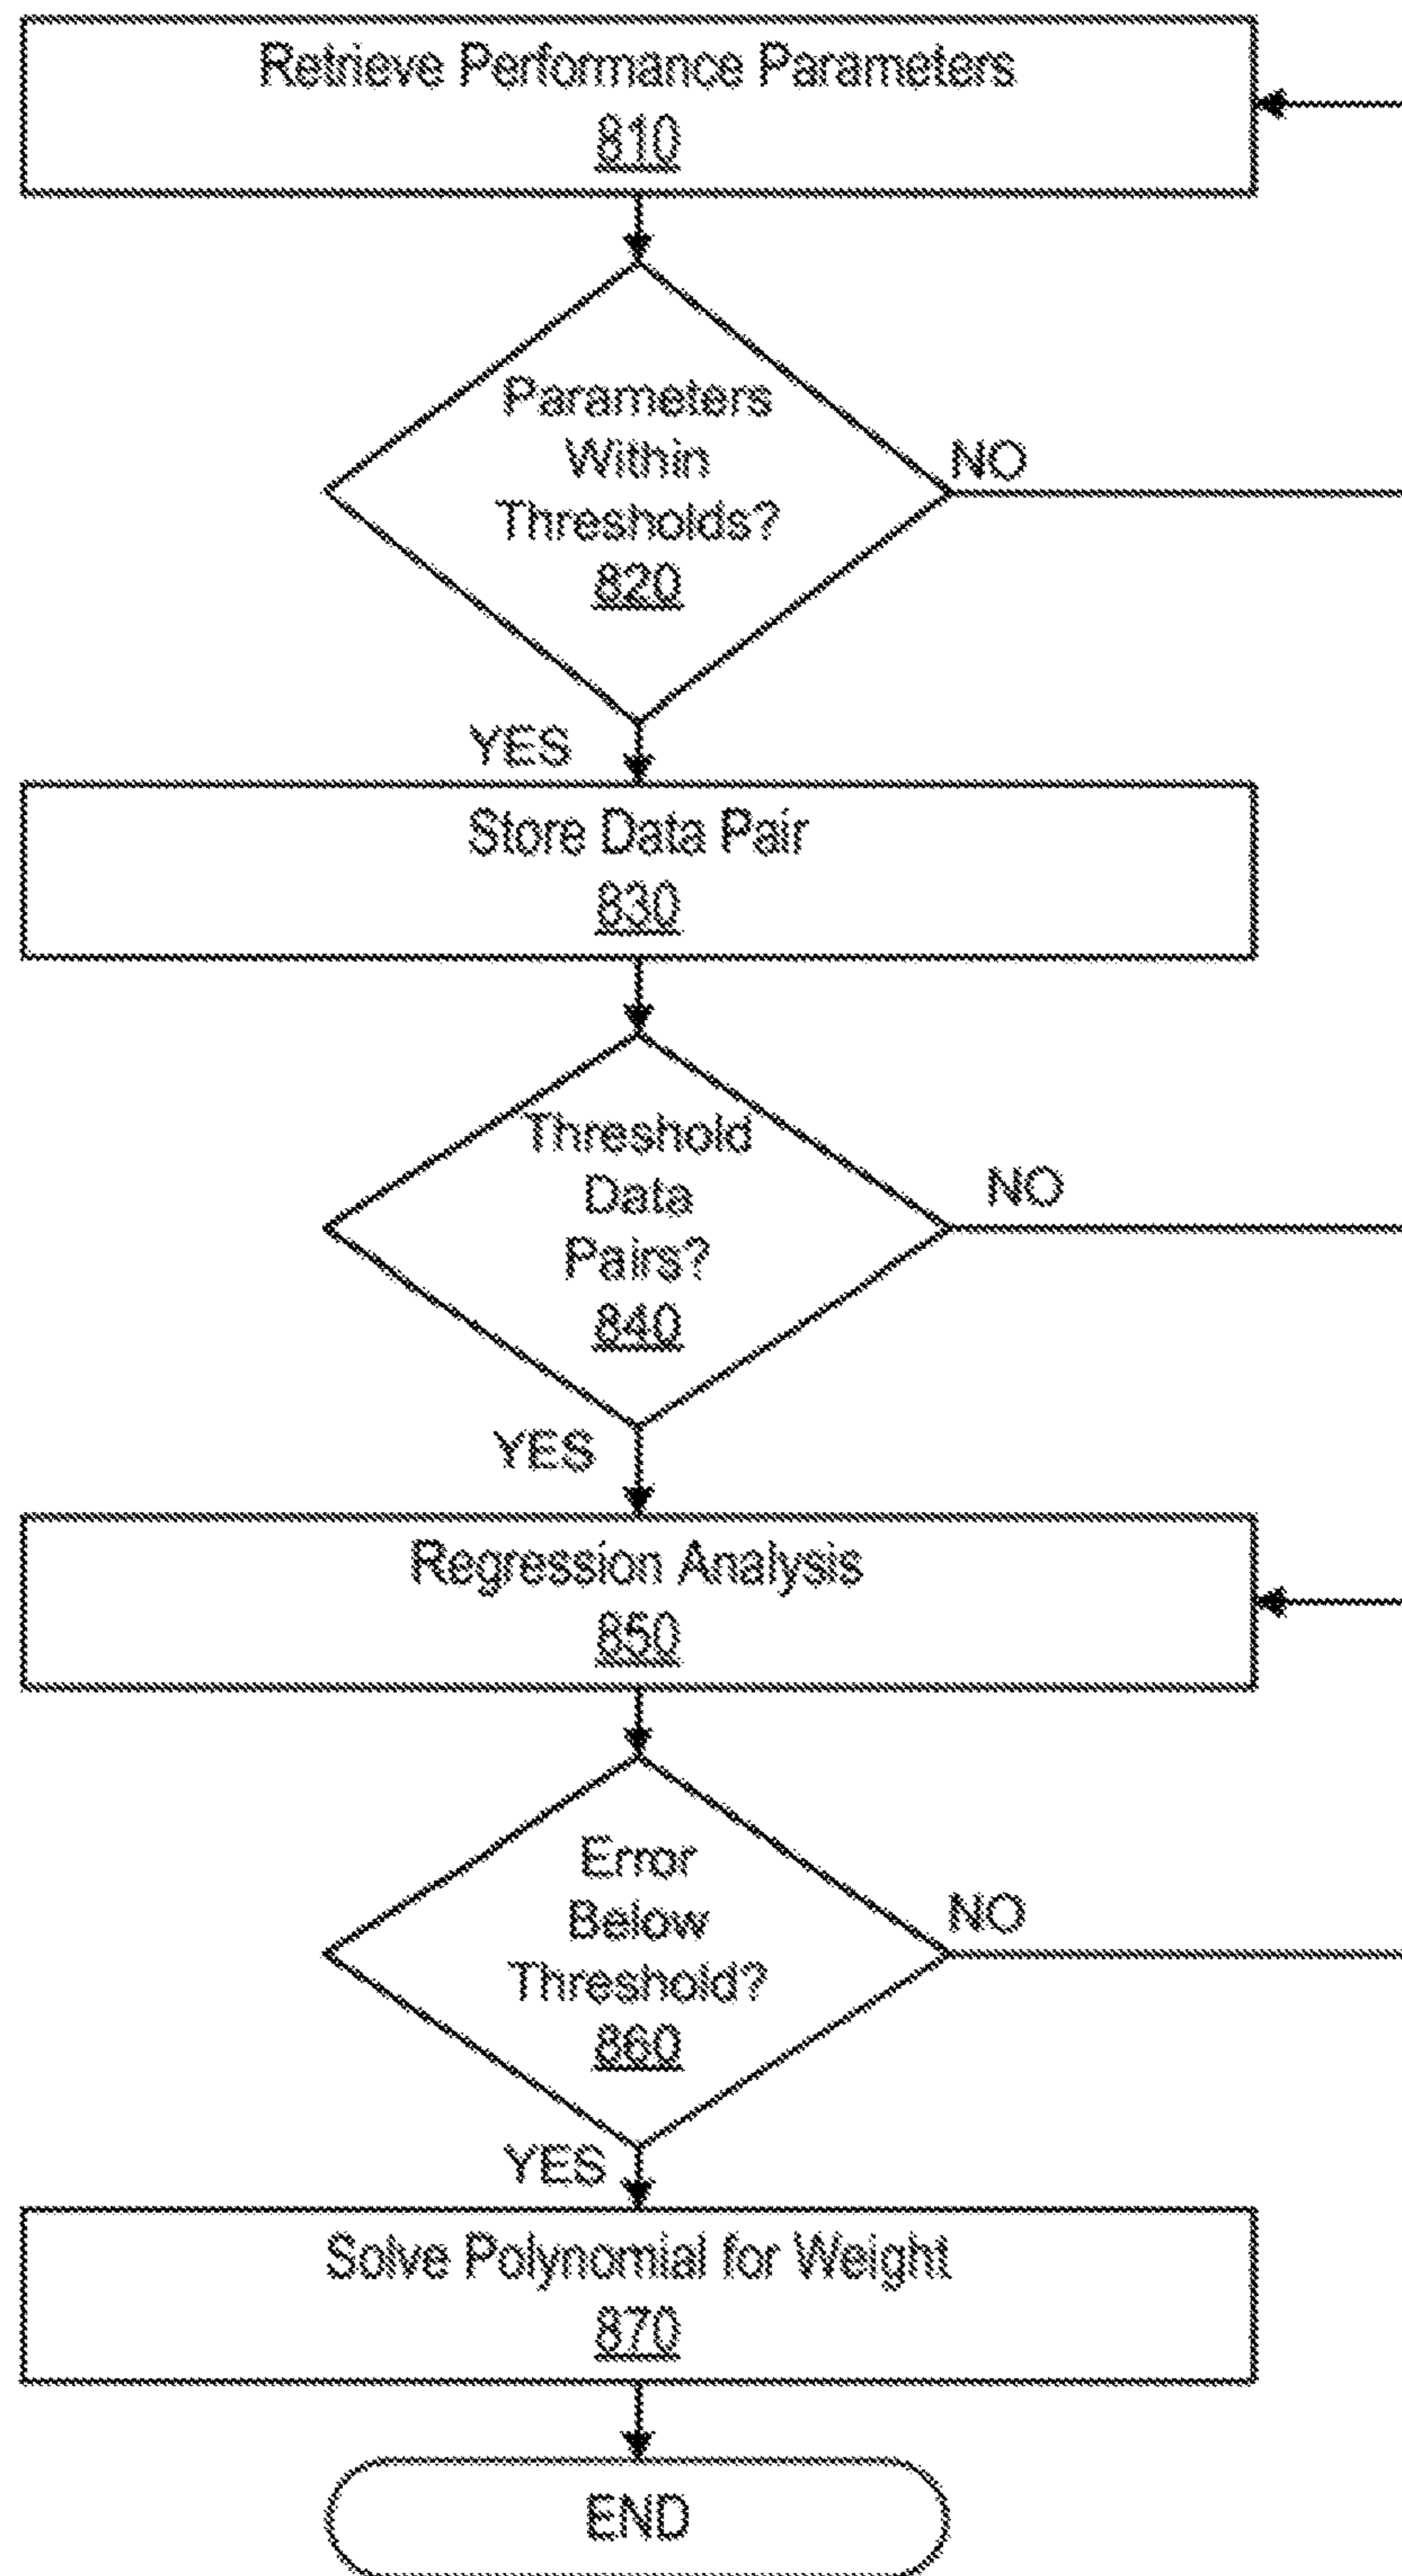 Retrieve Performance Parameters
810
Parameters
Within
Thresholds?
820
NO
YES
Store Data Pair
830
Threshold
Data
Pairs?
840
NO
YES
Regression Analysis
850
Error
Below
Threshold?
860
NO
YES
Solve Polynomial for Weight
870
END